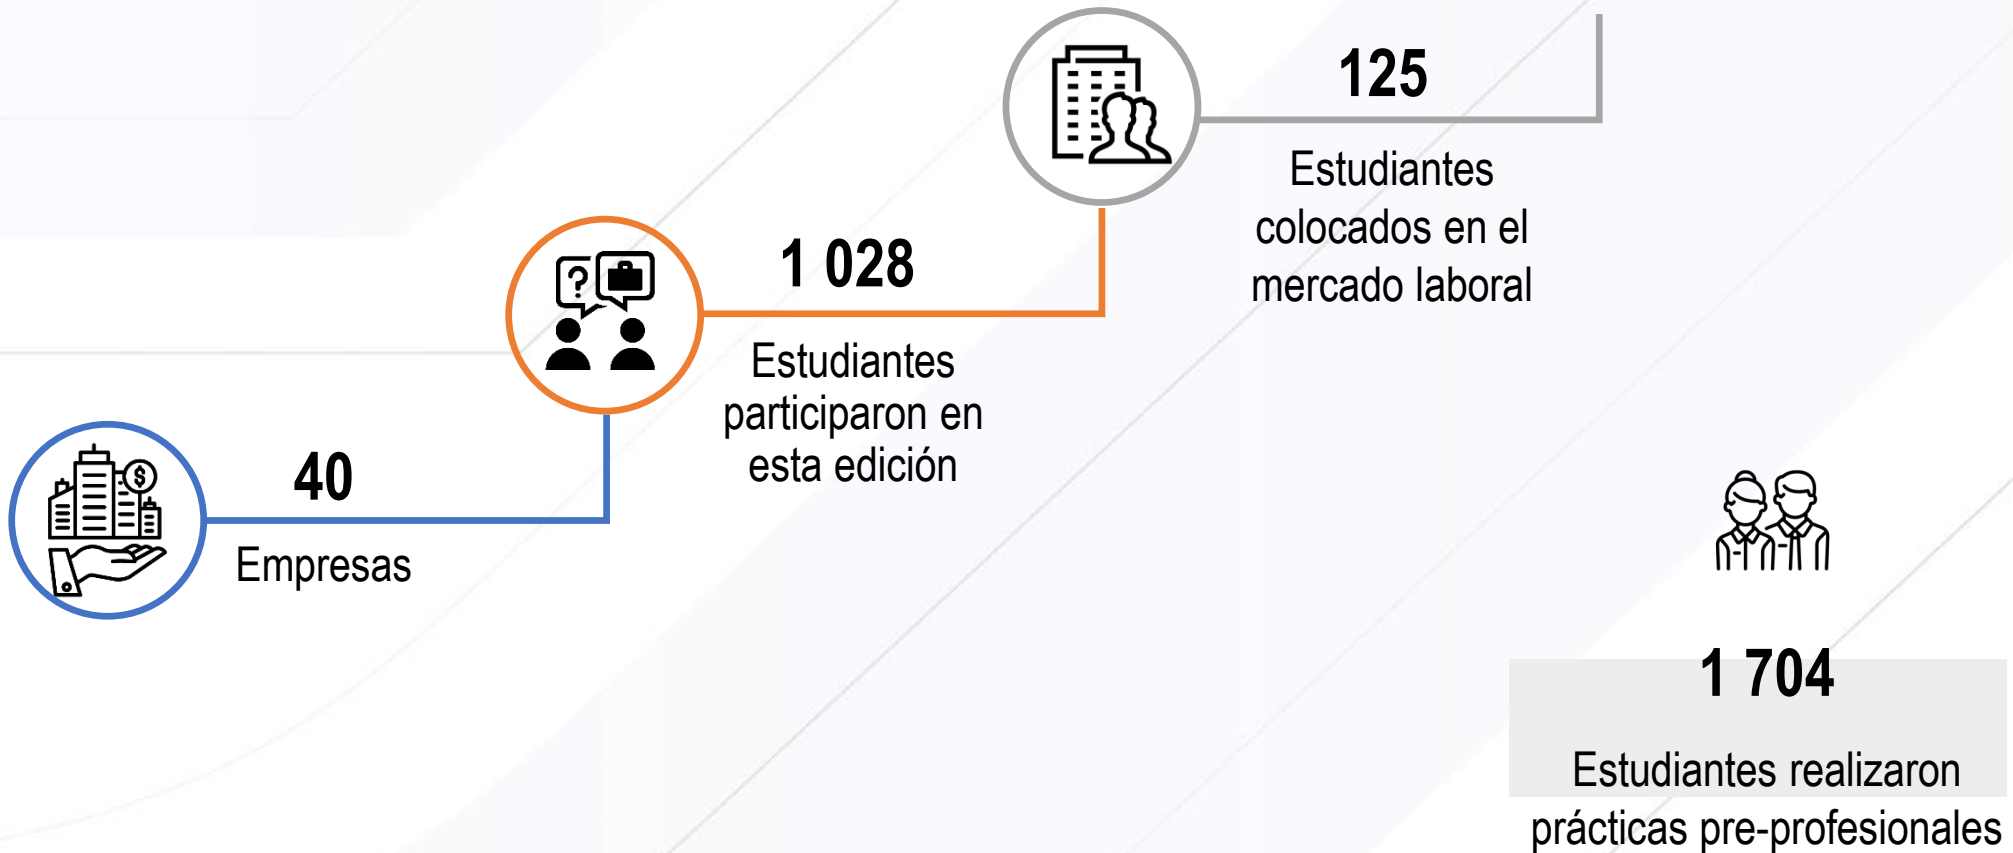 40
Empresas
1 028
Estudiantes
participaron en
esta edición
125
Estudiantes
colocados en el
mercado laboral
1 704
Estudiantes realizaron
prácticas pre-profesionales